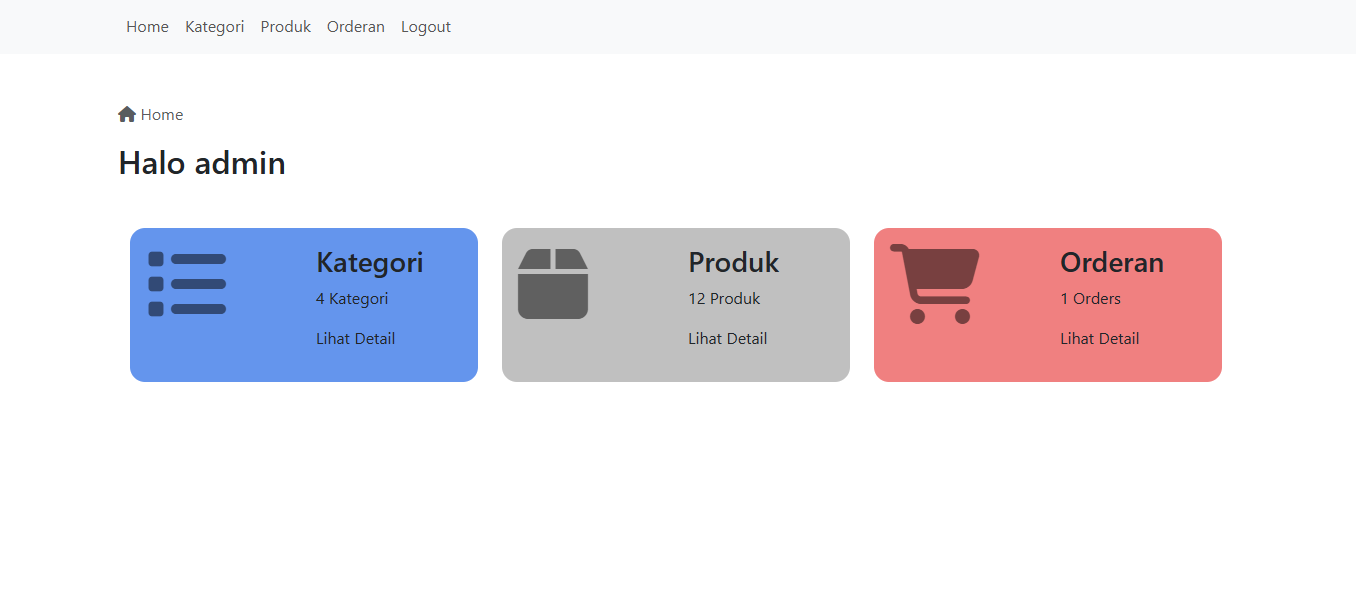 Home Kategori Produk Orderan Logout
Home
Halo admin
Kategori
4 Kategori
Lihat Detail
Produk
12 Produk
Lihat Detail
Orderan
1 Orders
Lihat Detail